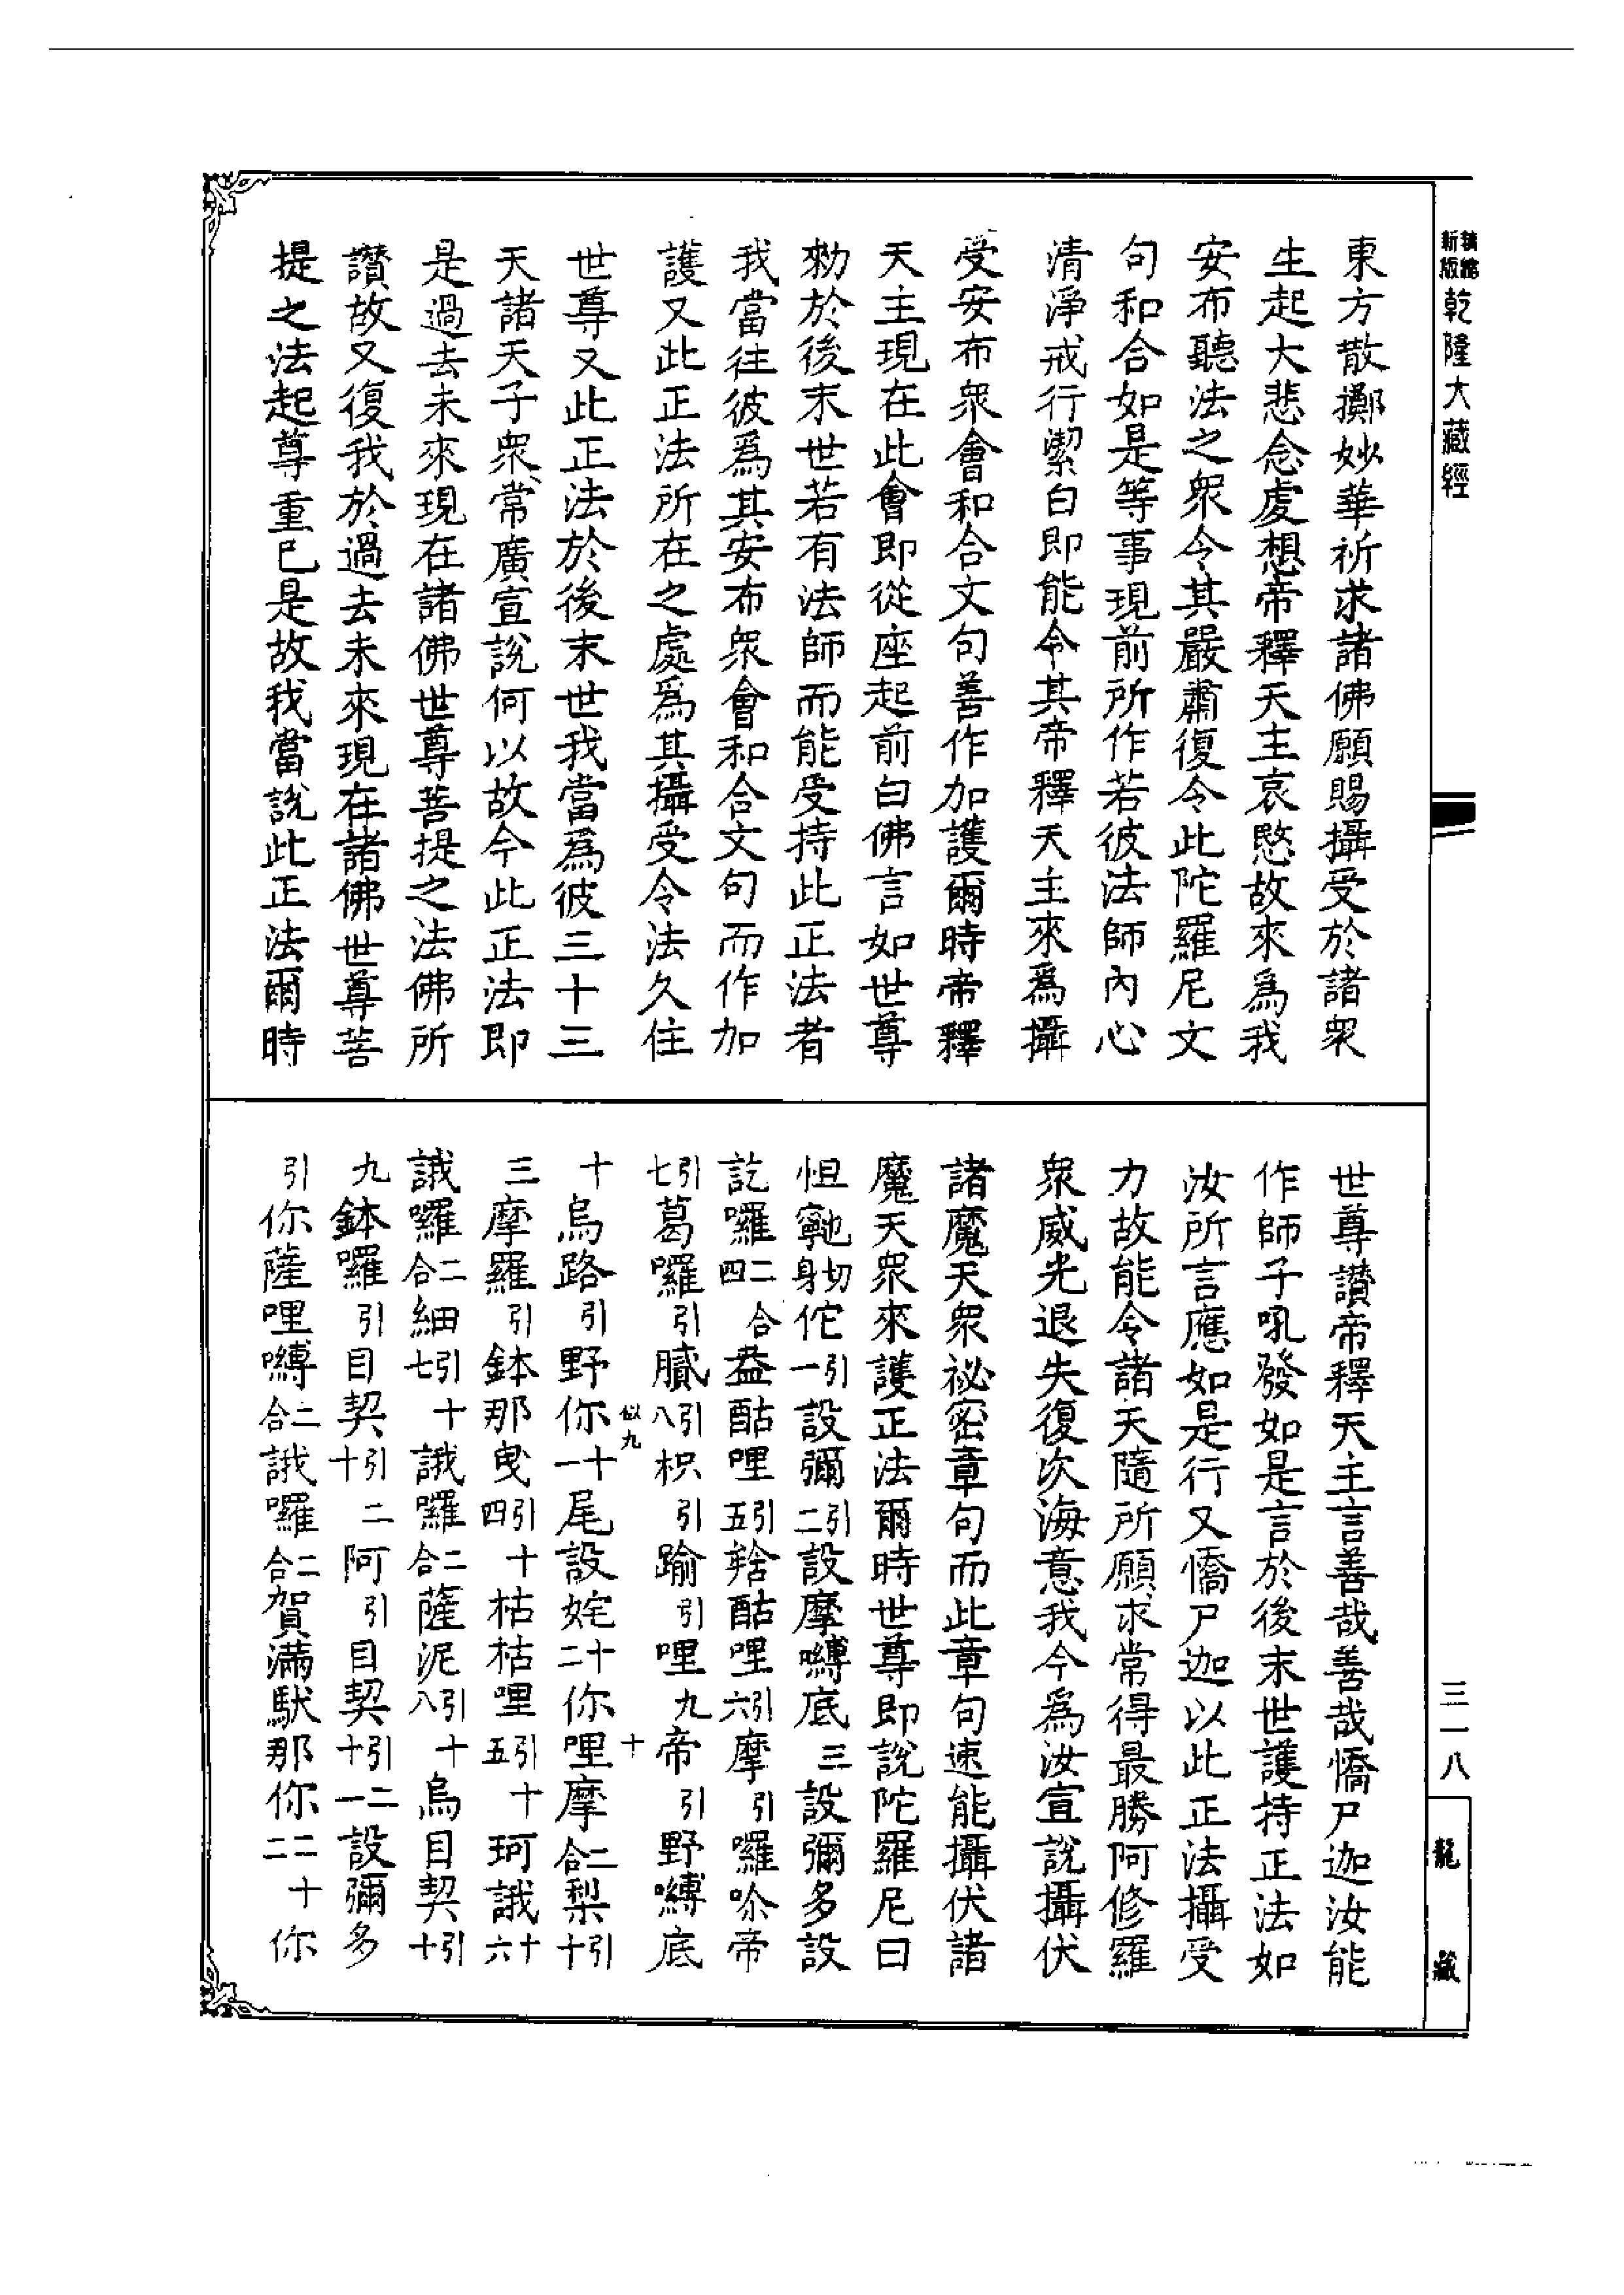 新版
乾隆大藏經
東方散擲妙華祈求諸佛願賜攝受於諸衆
生起大悲念處想帝釋天主哀愍故來爲我
安布聽法之衆令其嚴肅復令此陀羅尼文
句和合如是等事現前所作若彼法師內心
清淨戒行潔白即能令其帝釋天主來爲攝
受安布衆會和合文句善作加護爾時帝釋
天主現在此會即從座起前白佛言如世尊
勑於後末世若有法師而能受持此正法者
我當往彼爲其安布衆會和合文句而作加
護又此正法所在之處爲其攝受令法久住
世尊又此正法於後末世我當爲彼三十三
天諸天子衆常廣宣說何以故今此正法即
是過去未來現在諸佛世尊菩提之法佛所
讚故又復我於過去未來現在諸佛世尊菩
提之法起尊重已是故我當說此正法爾時
世尊讚帝釋天主言善哉善哉憍尸迦汝能
作師子吼發如是言於後末世護持正法如
汝所言應如是行又憍尸迦以此正法攝受
力故能令諸天隨所願求常得最勝阿修羅
衆威光退失復次海意我今爲汝宣說攝伏
諸魔天衆祕密章句而此章句速能攝伏諸
魔天衆來護正法爾時世尊即說陀羅尼曰
怛寧也切身佗引一設彌引二設摩嚩底三設彌多設
訖囉二合四盎酤哩引五酤哩引六摩引囉㖿帝
引七葛囉引膩引八枳引踰引哩九帝引野嚩底
十烏路引野你十一尾設姹十二你哩摩二合梨引十
三摩羅引鉢那曳引十四枯枯哩引十五珂誐十六
誐囉二合細引十七誐囉二合薩泥引十八烏目契引十
九鉢囉引目契引二十阿引目契引二十一設彌多
引你薩哩嚩二合誐囉二合賀滿馱那你二十二你
三一八
龍藏